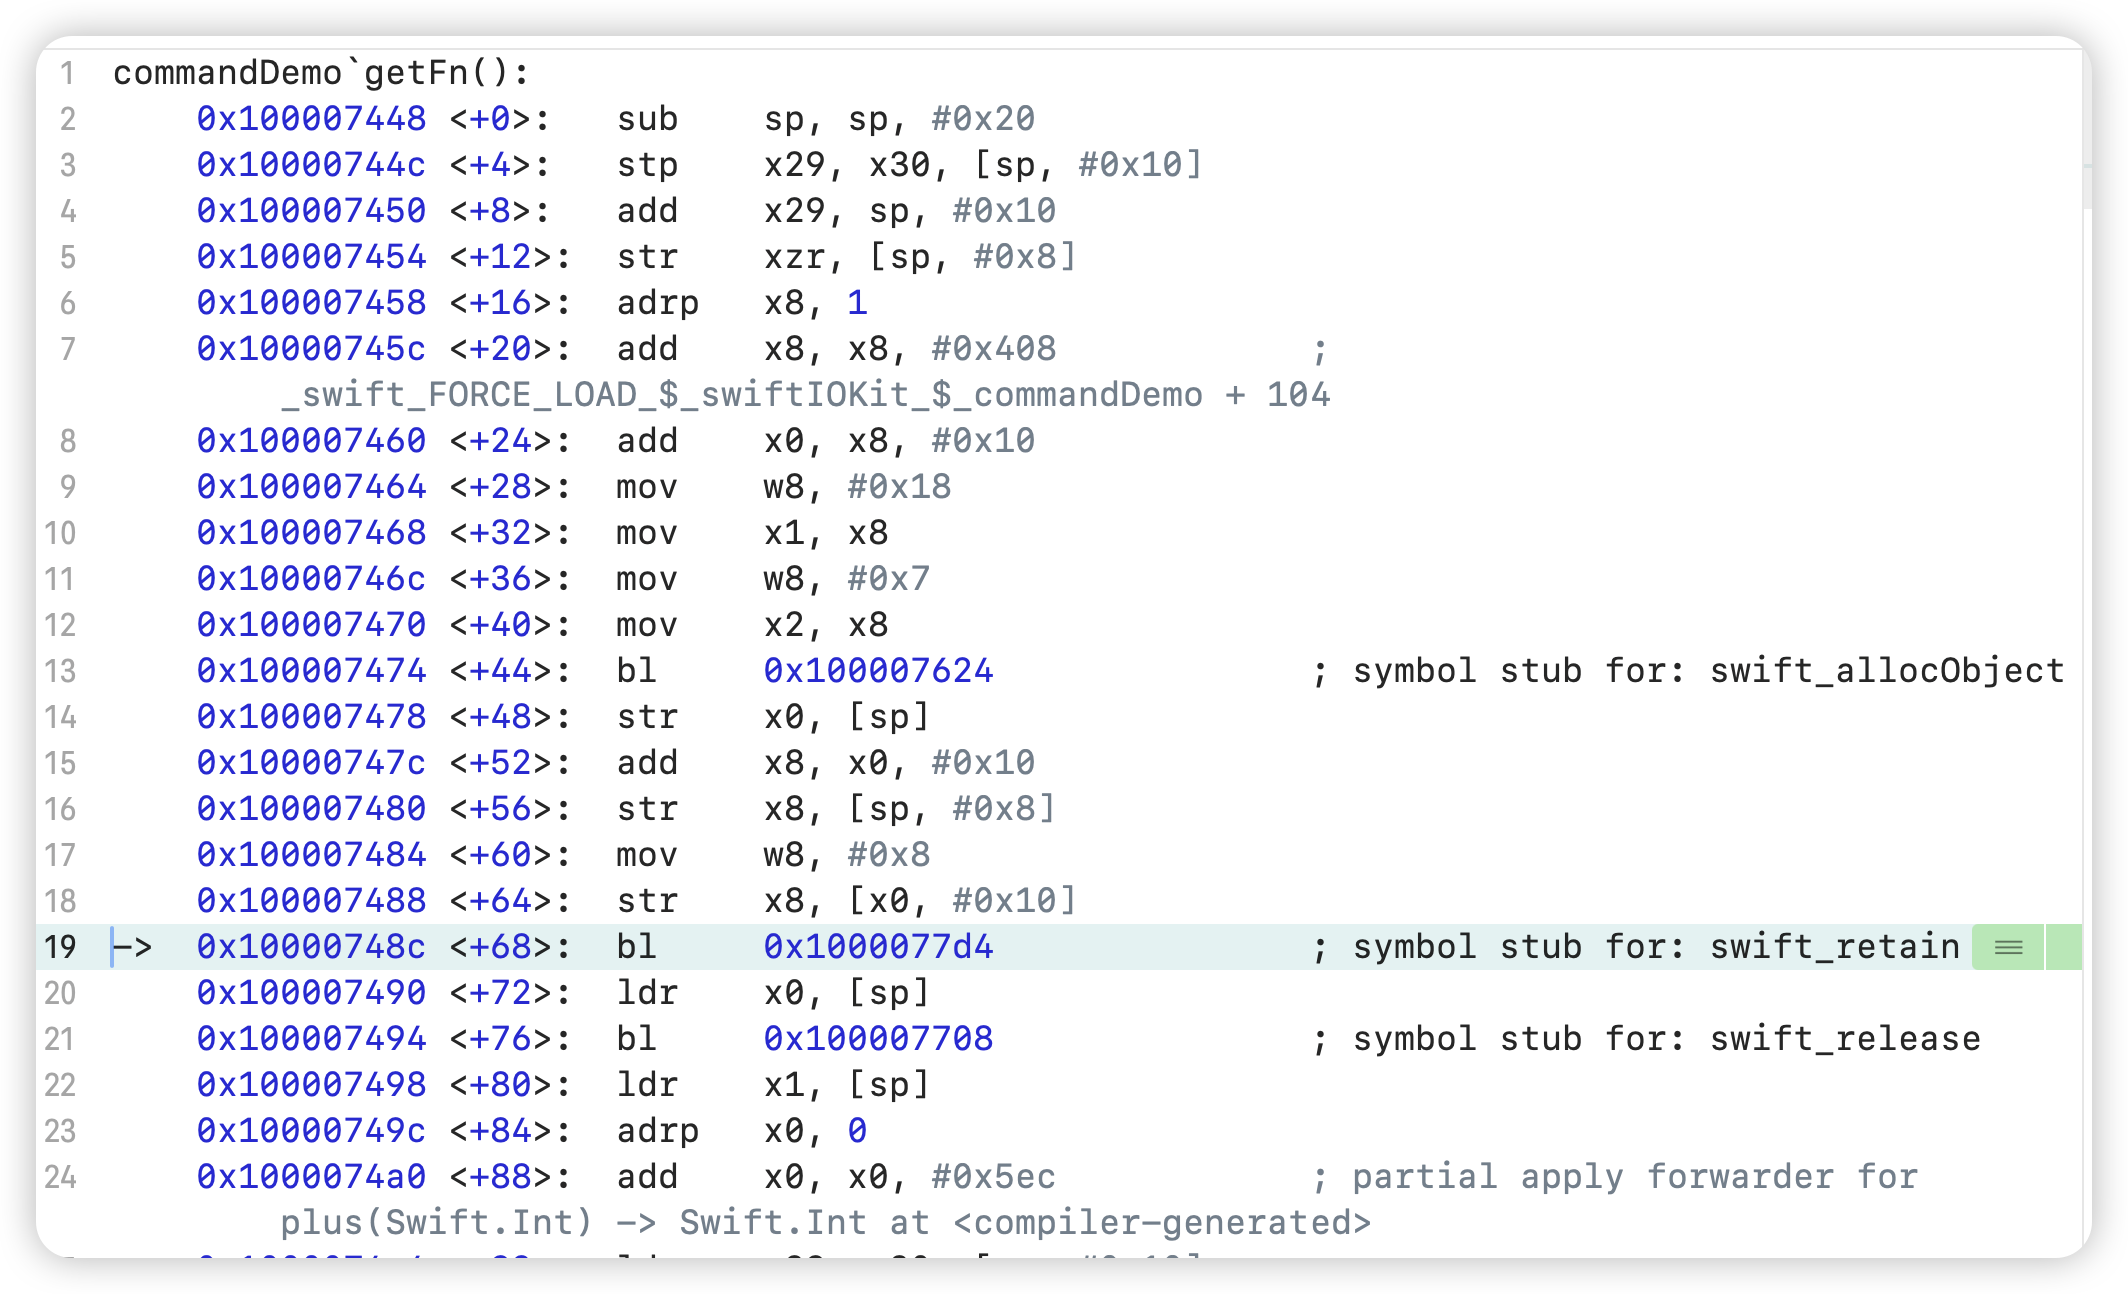 1 commandDemo`getFn():
2 0x100007448 <+0>: sub sp, sp, #0x20
3 0x10000744c <+4>: stp x29, x30, [sp, #0x10]
4 0x100007450 <+8>: add x29, sp, #0x10
5 0x100007454 <+12>: str xzr, [sp, #0x8]
6 0x100007458 <+16>: adrp x8, 1
7 0x10000745c <+20>: add x8, x8, #0x408 ;
_swift_FORCE_LOAD_$_swiftIOKit_$_commandDemo + 104
8 0x100007460 <+24>: add x0, x8, #0x10
9 0x100007464 <+28>: mov w8, #0x18
10 0x100007468 <+32>: mov x1, x8
11 0x10000746c <+36>: mov w8, #0x7
12 0x100007470 <+40>: mov x2, x8
13 0x100007474 <+44>: bl 0x100007624 ; symbol stub for: swift_allocObject
14 0x100007478 <+48>: str x0, [sp]
15 0x10000747c <+52>: add x8, x0, #0x10
16 0x100007480 <+56>: str x8, [sp, #0x8]
17 0x100007484 <+60>: mov w8, #0x8
18 0x100007488 <+64>: str x8, [x0, #0x10]
19 -> 0x10000748c <+68>: bl 0x1000077d4 ; symbol stub for: swift_retain
20 0x100007490 <+72>: ldr x0, [sp]
21 0x100007494 <+76>: bl 0x100007708 ; symbol stub for: swift_release
22 0x100007498 <+80>: ldr x1, [sp]
23 0x10000749c <+84>: adrp x0, 0
24 0x1000074a0 <+88>: add x0, x0, #0x5ec ; partial apply forwarder for
plus(Swift.Int) -> Swift.Int at <compiler-generated>